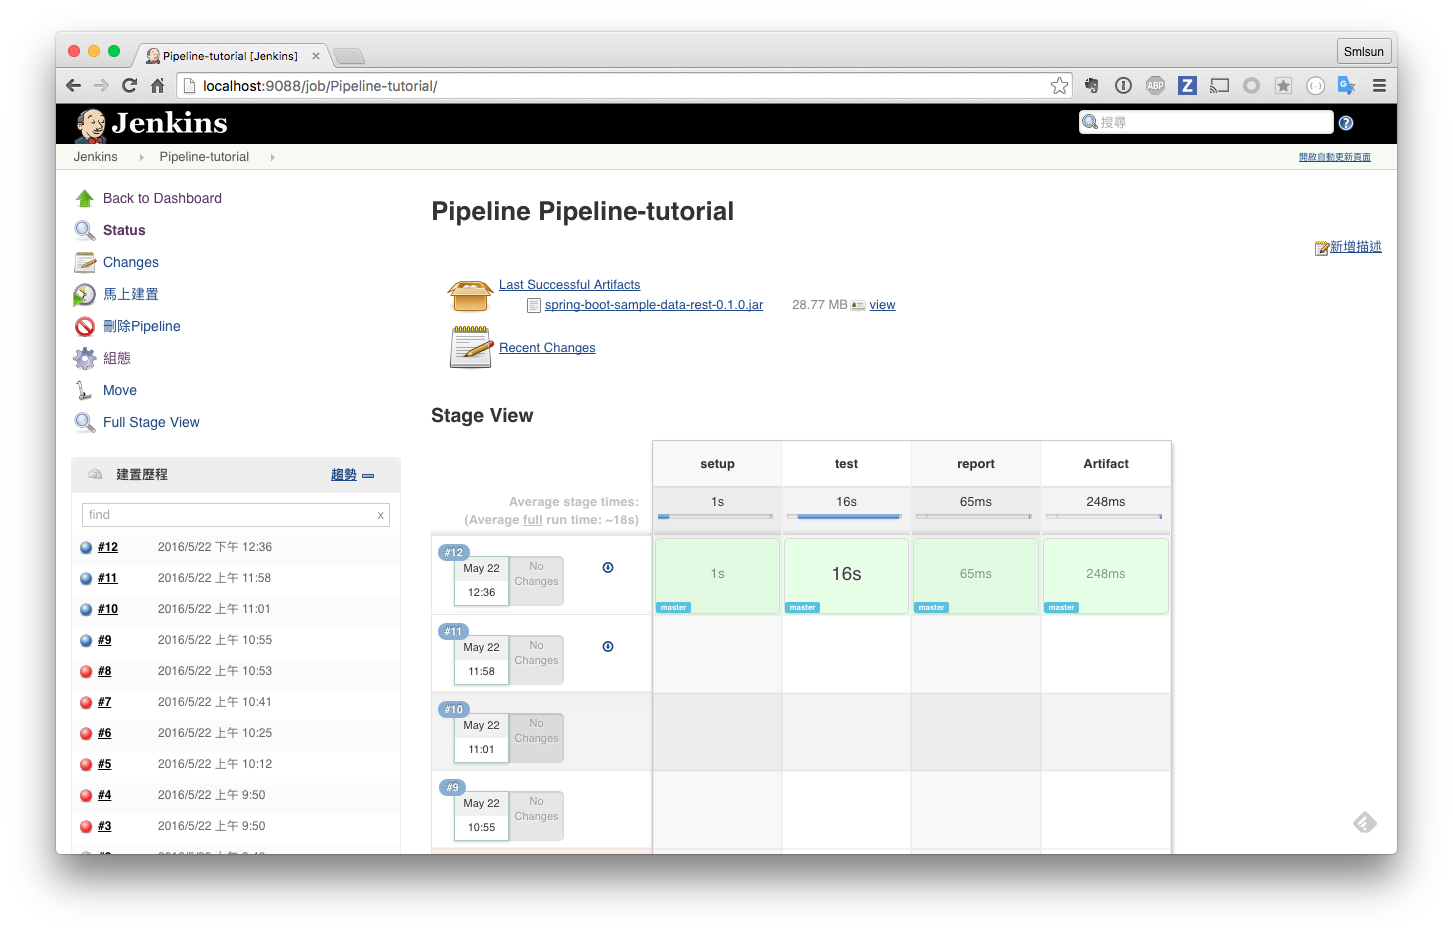 Pipeline-tutorial [Jenkins] ×
Smlsun
localhost:9088/job/Pipeline-tutorial/
Jenkins
搜尋
Jenkins Pipeline-tutorial
開啟自動更新頁面
Back to Dashboard
Status
Changes
馬上建置
刪除Pipeline
組態
Move
Full Stage View
建置歷程 趨勢
find x
#12 2016/5/22 下午 12:36
#11 2016/5/22 上午 11:58
#10 2016/5/22 上午 11:01
#9 2016/5/22 上午 10:55
#8 2016/5/22 上午 10:53
#7 2016/5/22 上午 10:41
#6 2016/5/22 上午 10:25
#5 2016/5/22 上午 10:12
#4 2016/5/22 上午 9:50
#3 2016/5/22 上午 9:50
Pipeline Pipeline-tutorial
新增描述
Last Successful Artifacts
spring-boot-sample-data-rest-0.1.0.jar 28.77 MB view
Recent Changes
Stage View
setup test report Artifact
Average stage times: 1s 16s 65ms 248ms
(Average full run time: ~18s)
#12
May 22 No
Changes
12:36
1s 16s 65ms 248ms
master master master master
#11
May 22 No
Changes
11:58
#10
May 22 No
Changes
11:01
#9
May 22 No
Changes
10:55